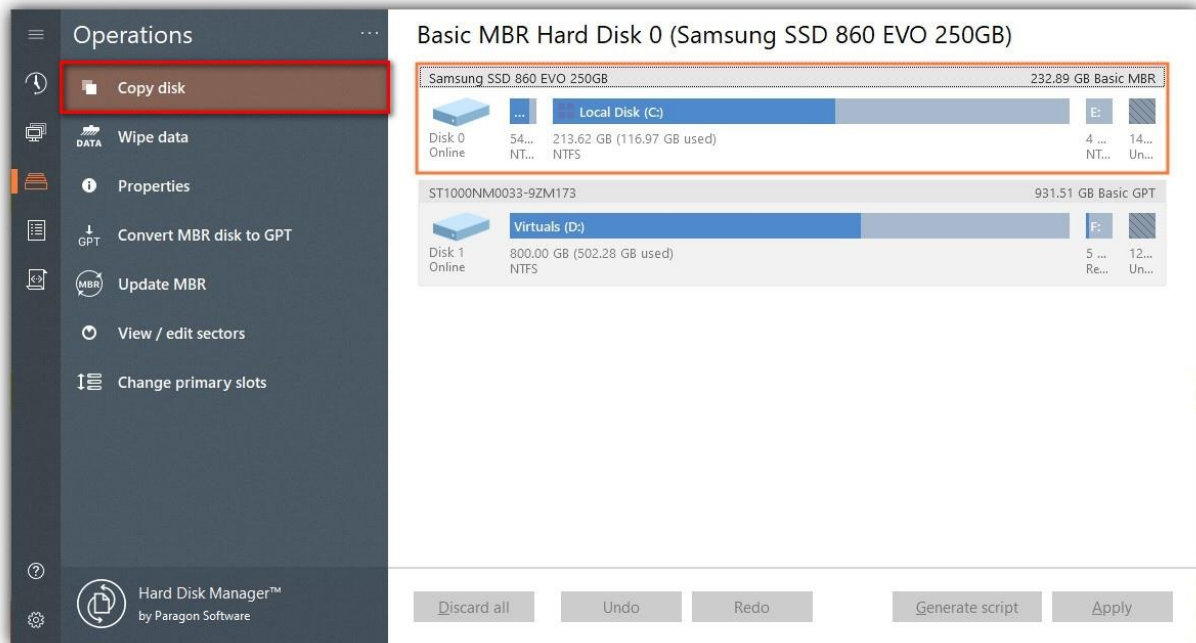 Operations ...
Copy disk
DATA Wipe data
Properties
GPT Convert MBR disk to GPT
MBR Update MBR
View / edit sectors
Change primary slots
Hard Disk Manager™
by Paragon Software
Basic MBR Hard Disk 0 (Samsung SSD 860 EVO 250GB)
Samsung SSD 860 EVO 250GB 232.89 GB Basic MBR
... Local Disk (C:) E:
Disk 0 54... 213.62 GB (116.97 GB used) 4 ... 14...
Online NT... NTFS NT... Un...
ST1000NM0033-9ZM173 931.51 GB Basic GPT
Virtuals (D:) F:
Disk 1 800.00 GB (502.28 GB used) 5 ... 12...
Online NTFS Re... Un...
Discard all Undo Redo Generate script Apply